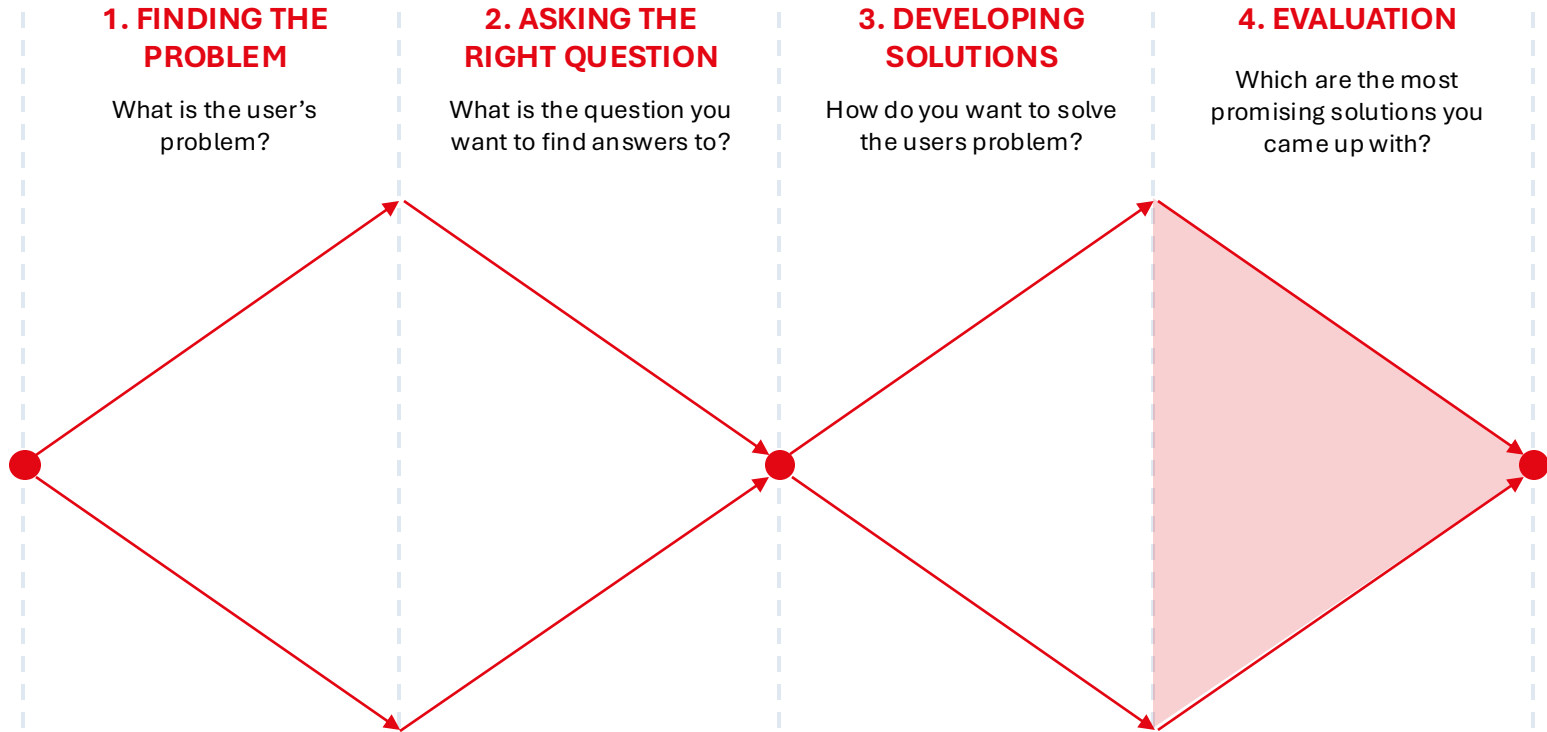 1. FINDING THE
PROBLEM
What is the user’s
problem?
2. ASKING THE
RIGHT QUESTION
What is the question you
want to find answers to?
3. DEVELOPING
SOLUTIONS
How do you want to solve
the users problem?
4. EVALUATION
Which are the most
promising solutions you
came up with?